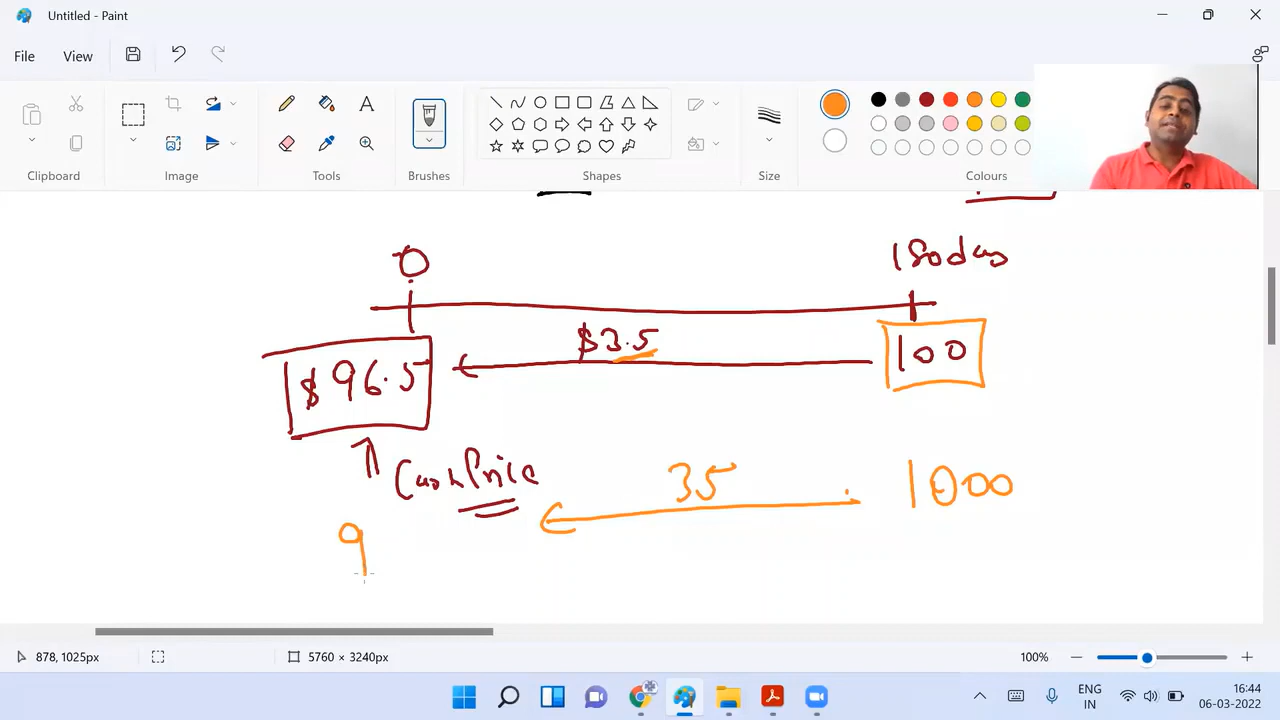 Untitled - Paint
File View
Clipboard
Image
Tools
Brushes
Shapes
Size
Colours
0
180 days
$3.5
$96.5
100
Cash Price
35
1000
9
878, 1025px
5760 × 3240px
100%
ENG
IN
16:44
06-03-2022